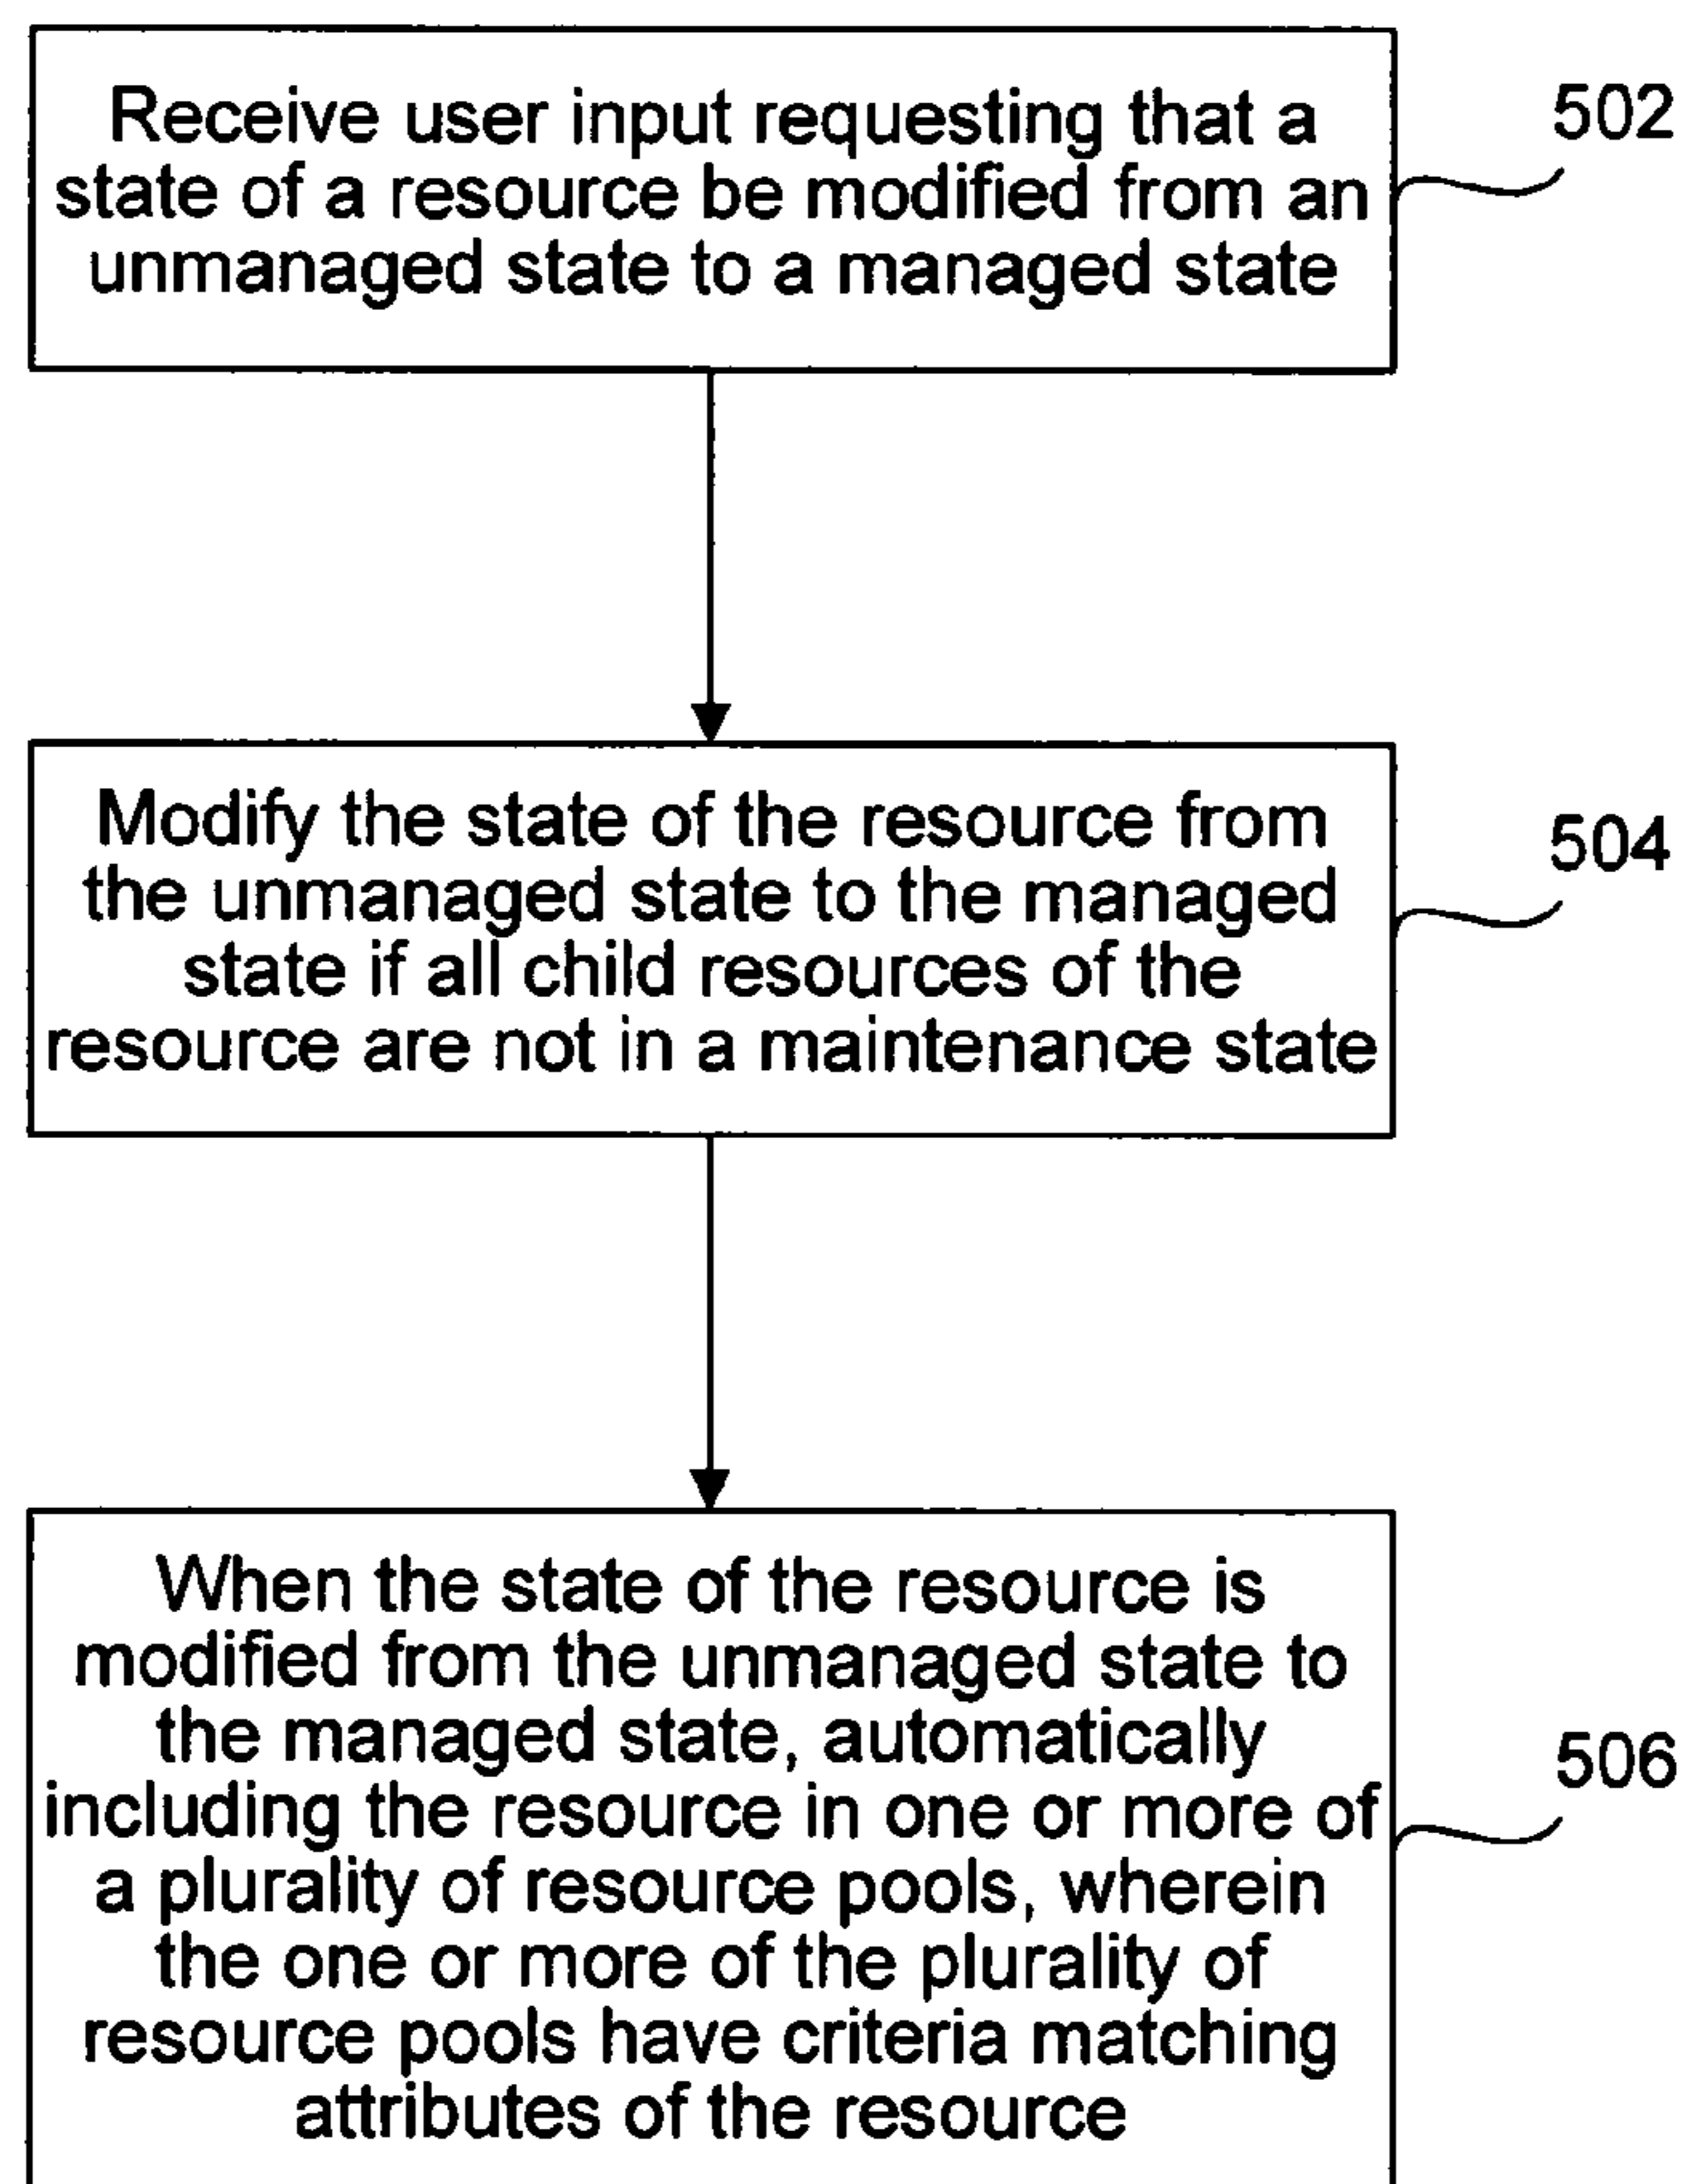 Receive user input requesting that a
state of a resource be modified from an
unmanaged state to a managed state
502
Modify the state of the resource from
the unmanaged state to the managed
state if all child resources of the
resource are not in a maintenance state
504
When the state of the resource is
modified from the unmanaged state to
the managed state, automatically
including the resource in one or more of
a plurality of resource pools, wherein
the one or more of the plurality of
resource pools have criteria matching
attributes of the resource
506